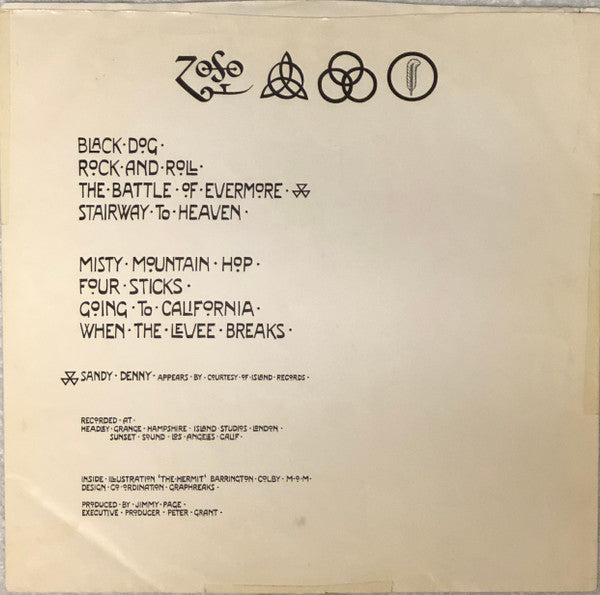 ZoSo
BLACK·DOG·
ROCK·AND·ROLL·
THE·BATTLE·OF·EVERMORE·
STAIRWAY·TO·HEAVEN·
MISTY·MOUNTAIN·HOP·
FOUR·STICKS·
GOING·TO·CALIFORNIA·
WHEN·THE·LEVEE·BREAKS·
SANDY·DENNY·APPEARS·BY·COURTESY·OF·ISLAND·RECORDS·
RECORDED·AT·
HEADLEY·GRANGE·HAMPSHIRE·ISLAND·STUDIOS·LONDON·
SUNSET·SOUND·LOS·ANGELES·CALIF·
INSIDE·ILLUSTRATION 'THE·HERMIT' BARRINGTON·COLBY·M·O·M·
DESIGN·CO·ORDINATION·GRAPHREAKS·
PRODUCED·BY·JIMMY·PAGE·
EXECUTIVE·PRODUCER·PETER·GRANT·